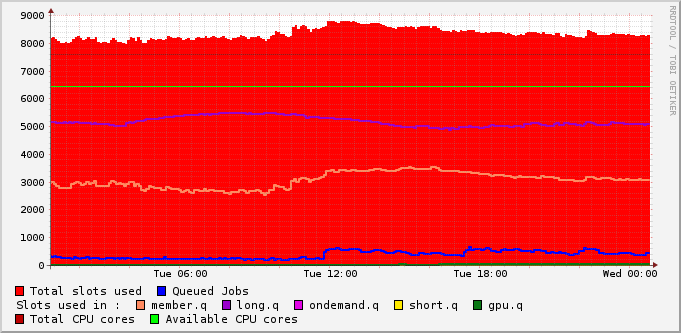 RRDTOOL / TOBI OETIKER
9000
8000
7000
6000
5000
4000
3000
2000
1000
0
Tue 06:00 Tue 12:00 Tue 18:00 Wed 00:00
Total slots used Queued Jobs
Slots used in : member.q long.q ondemand.q short.q gpu.q
Total CPU cores Available CPU cores